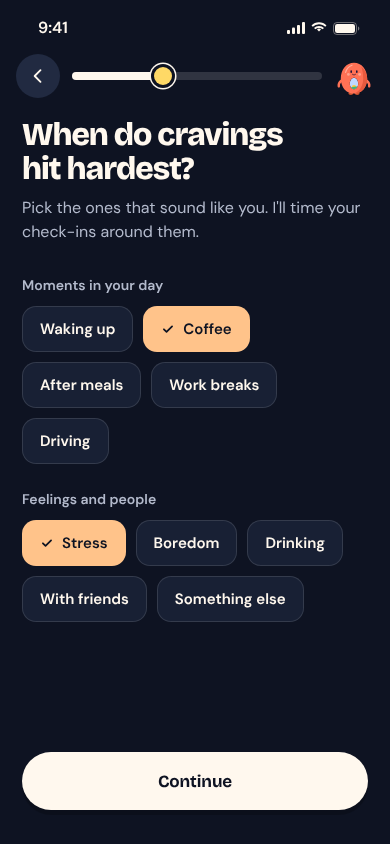 9:41
When do cravings
hit hardest?
Pick the ones that sound like you. I'll time your
check-ins around them.
Moments in your day
Waking up
Coffee
After meals
Work breaks
Driving
Feelings and people
Stress
Boredom
Drinking
With friends
Something else
Continue